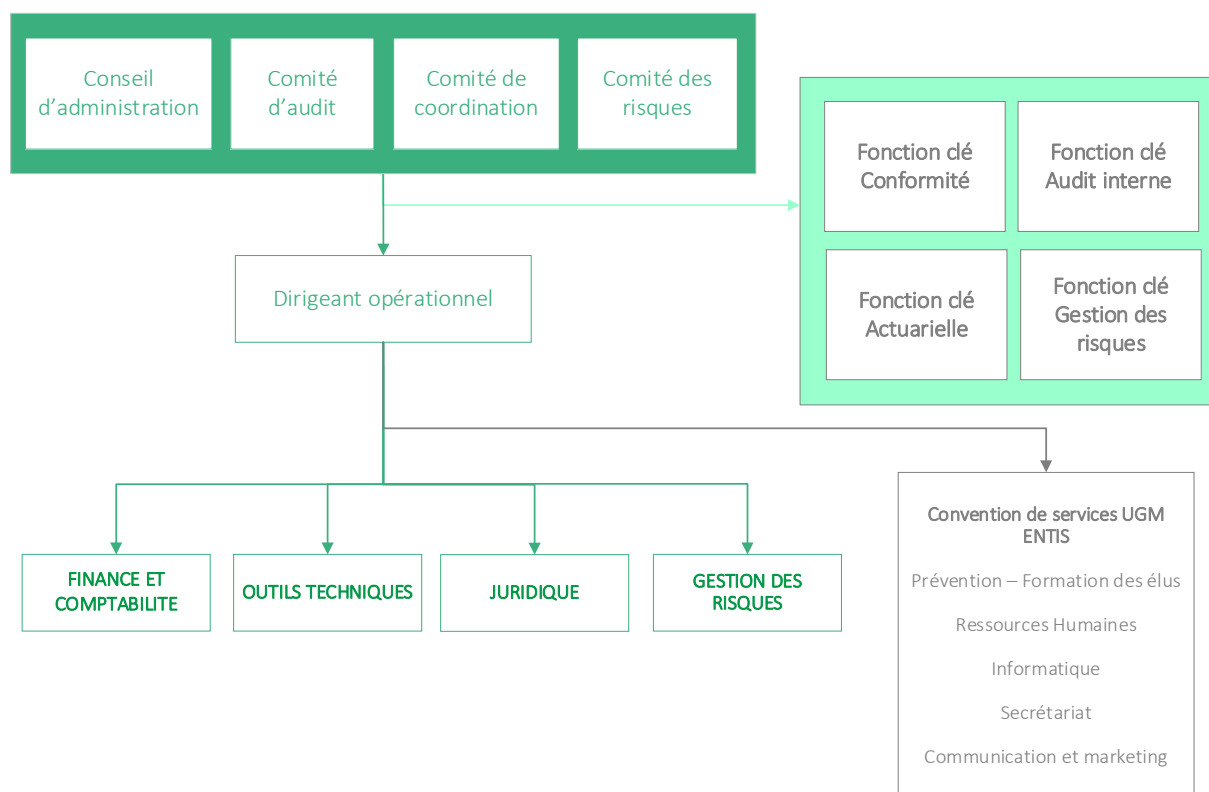 Conseil
d’administration
Comité
d’audit
Comité de
coordination
Comité des
risques
Fonction clé
Conformité
Fonction clé
Audit interne
Fonction clé
Actuarielle
Fonction clé
Gestion des
risques
Dirigeant opérationnel
FINANCE ET
COMPTABILITE
OUTILS TECHNIQUES
JURIDIQUE
GESTION DES
RISQUES
Convention de services UGM
ENTIS
Prévention – Formation des élus
Ressources Humaines
Informatique
Secrétariat
Communication et marketing